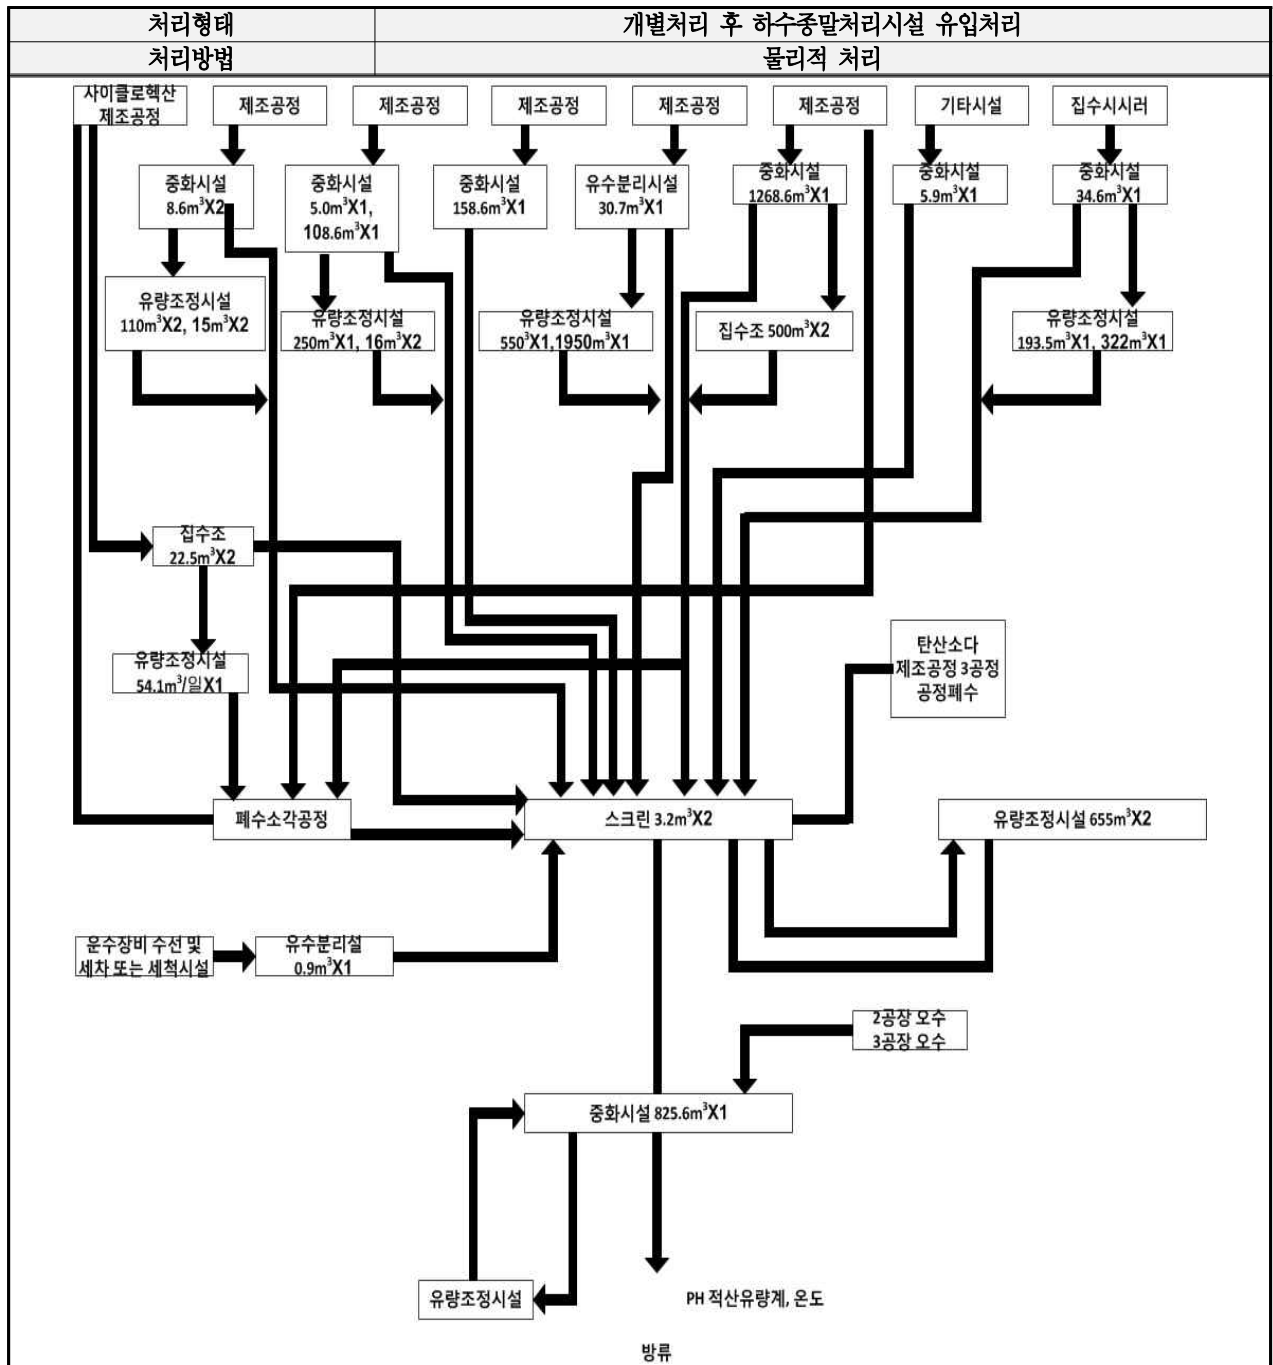 처리형태
개별처리 후 하수종말처리시설 유입처리
처리방법
물리적 처리
사이클로헥산
제조공정
제조공정
제조공정
제조공정
제조공정
제조공정
기타시설
집수시시러
중화시설
8.6m³X2
중화시설
5.0m³X1,
108.6m³X1
중화시설
158.6m³X1
유수분리시설
30.7m³X1
중화시설
1268.6m³X1
중화시설
5.9m³X1
중화시설
34.6m³X1
유량조정시설
110m³X2, 15m³X2
유량조정시설
250m³X1, 16m³X2
유량조정시설
550³X1,1950m³X1
집수조 500m³X2
유량조정시설
193.5m³X1, 322m³X1
집수조
22.5m³X2
유량조정시설
54.1m³/일X1
탄산소다
제조공정 3공정
공정폐수
폐수소각공정
스크린 3.2m³X2
유량조정시설 655m³X2
운수장비 수선 및
세차 또는 세척시설
유수분리설
0.9m³X1
2공장 오수
3공장 오수
중화시설 825.6m³X1
유량조정시설
PH 적산유량계, 온도
방류